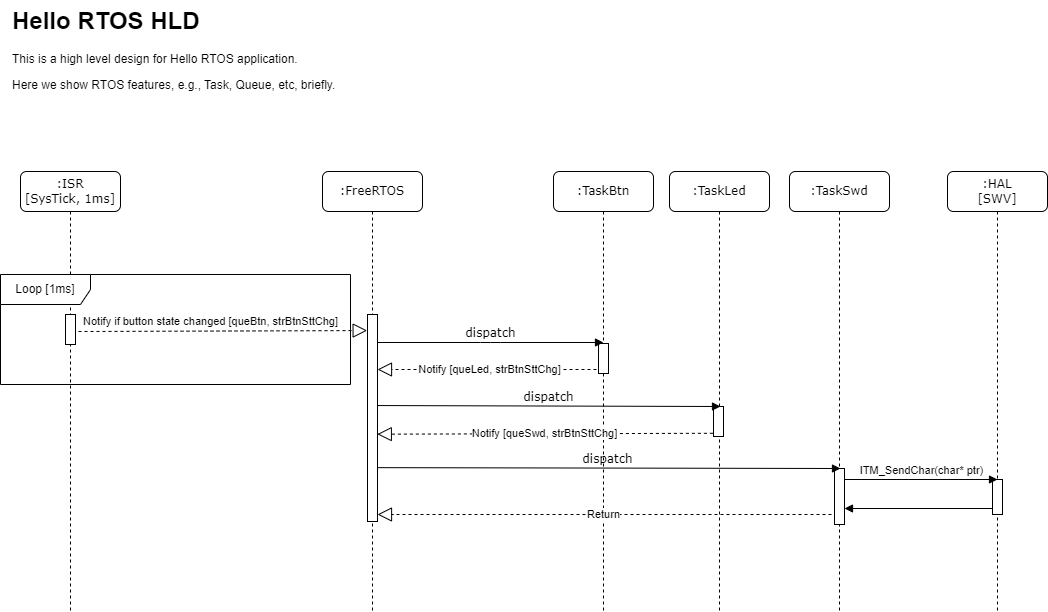 Hello RTOS HLD
This is a high level design for Hello RTOS application.
Here we show RTOS features, e.g., Task, Queue, etc, briefly.
:ISR
[SysTick, 1ms]
:FreeRTOS
:TaskBtn
:TaskLed
:TaskSwd
:HAL
[SWV]
Loop [1ms]
Notify if button state changed [queBtn, strBtnSttChg]
dispatch
Notify [queLed, strBtnSttChg]
dispatch
Notify [queSwd, strBtnSttChg]
dispatch
ITM_SendChar(char* ptr)
Return